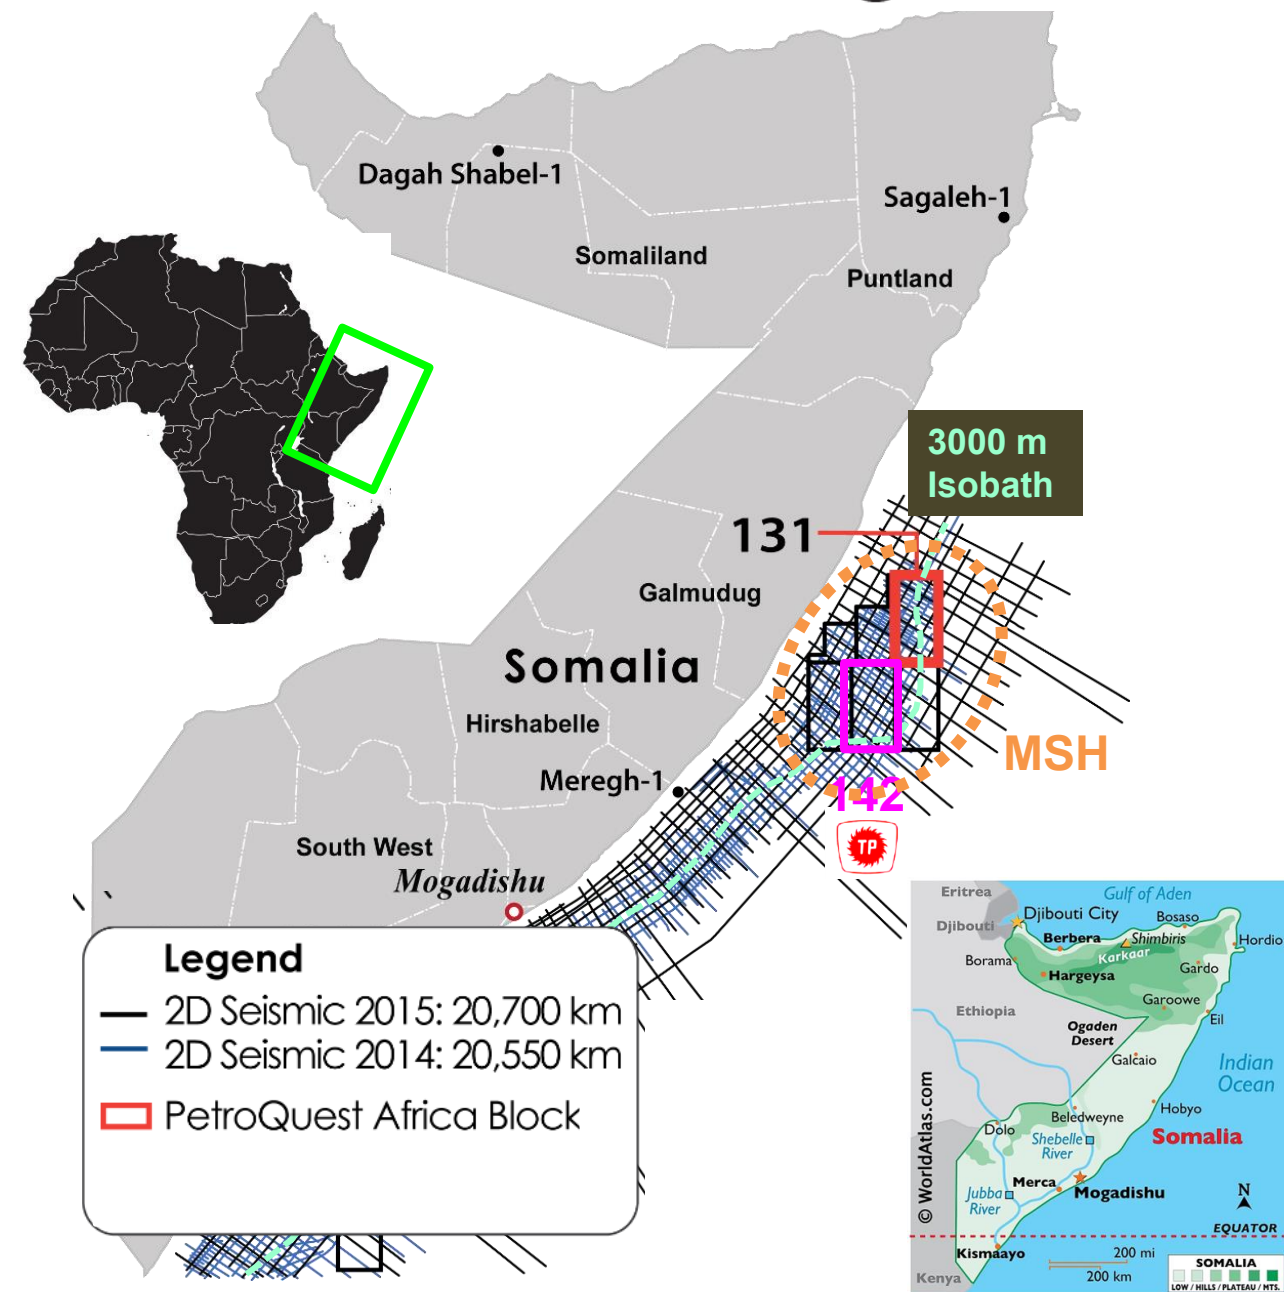 Dagah Shabel-1
Sagaleh-1
Somaliland
Puntland
3000 m
Isobath
131
Galmudug
Somalia
Hirshabelle
MSH
Meregh-1
142
TP
South West
Mogadishu
Legend
2D Seismic 2015: 20,700 km
2D Seismic 2014: 20,550 km
PetroQuest Africa Block
Eritrea
Gulf of Aden
Djibouti City
Bosaso
Djibouti
Berbera
Shimbiris
Hordio
Borama
Karkaar
Gardo
Hargeysa
Garoowe
Ethiopia
Eil
Ogaden
Desert
Galcaio
Indian
Ocean
Hobyo
Beledweyne
Dolo
Shebelle
River
Somalia
Merca
Jubba
River
Mogadishu
N
EQUATOR
Kismaayo
200 mi
200 km
Kenya
SOMALIA
LOW / HILLS / PLATEAU / MTS.
© WorldAtlas.com